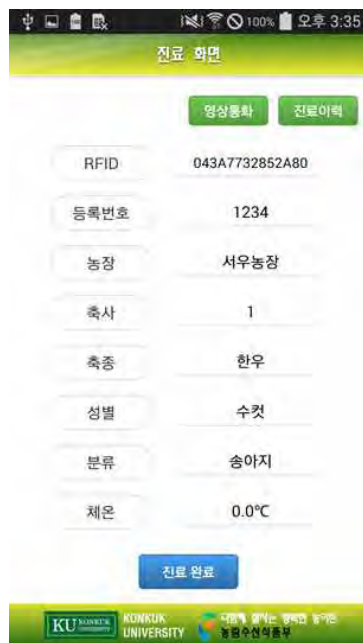 100% 오후 3:35
진료 화면
영상통화 진료이력
RFID 043A7732852A80
등록번호 1234
농장 서우농장
축사 1
축종 한우
성별 수컷
분류 송아지
체온 0.0℃
진료 완료
KU KONKUK UNIVERSITY
농림수산식품부